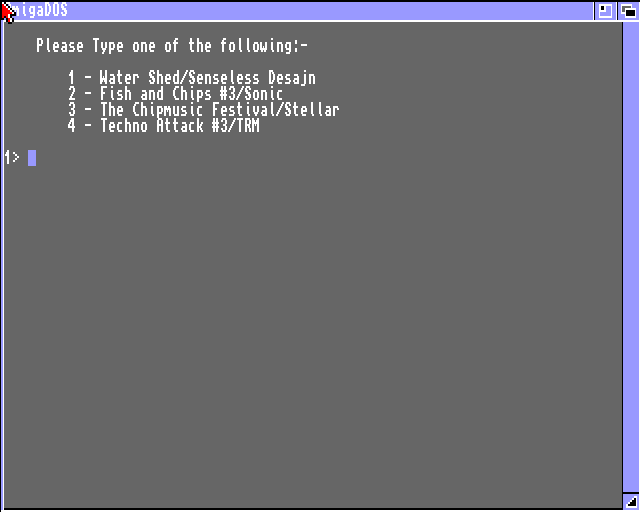 AmigaDOS
Please Type one of the following:-
1 - Water Shed/Senseless Desajn
2 - Fish and Chips #3/Sonic
3 - The Chipmusic Festival/Stellar
4 - Techno Attack #3/TRM
1>